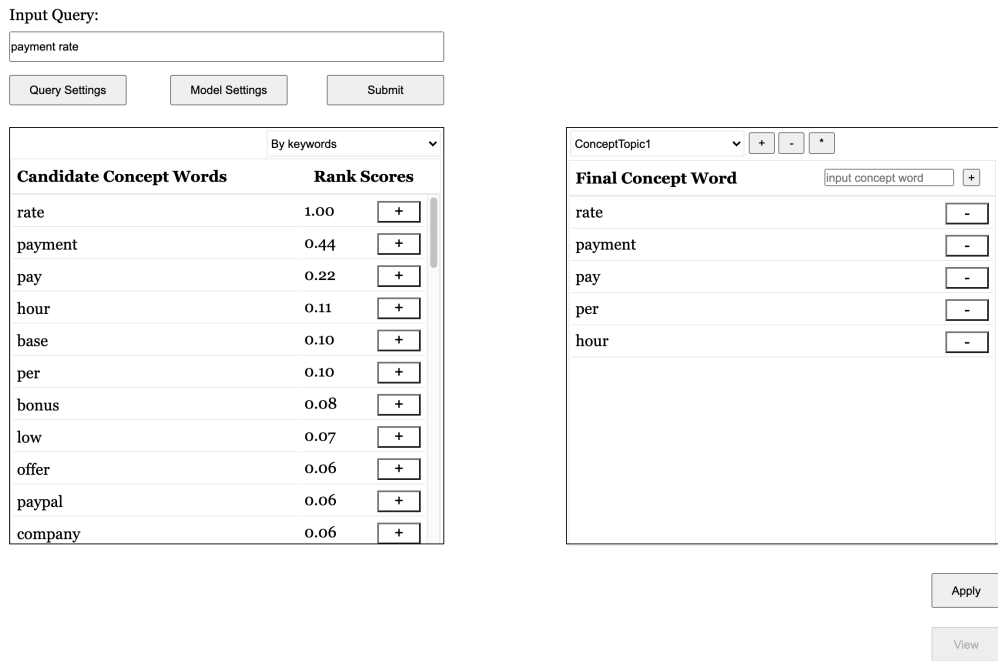 Input Query:
payment rate
Query Settings Model Settings Submit
By keywords
Candidate Concept Words Rank Scores
rate 1.00 +
payment 0.44 +
pay 0.22 +
hour 0.11 +
base 0.10 +
per 0.10 +
bonus 0.08 +
low 0.07 +
offer 0.06 +
paypal 0.06 +
company 0.06 +
ConceptTopic1 + - *
Final Concept Word input concept word +
rate -
payment -
pay -
per -
hour -
Apply
View